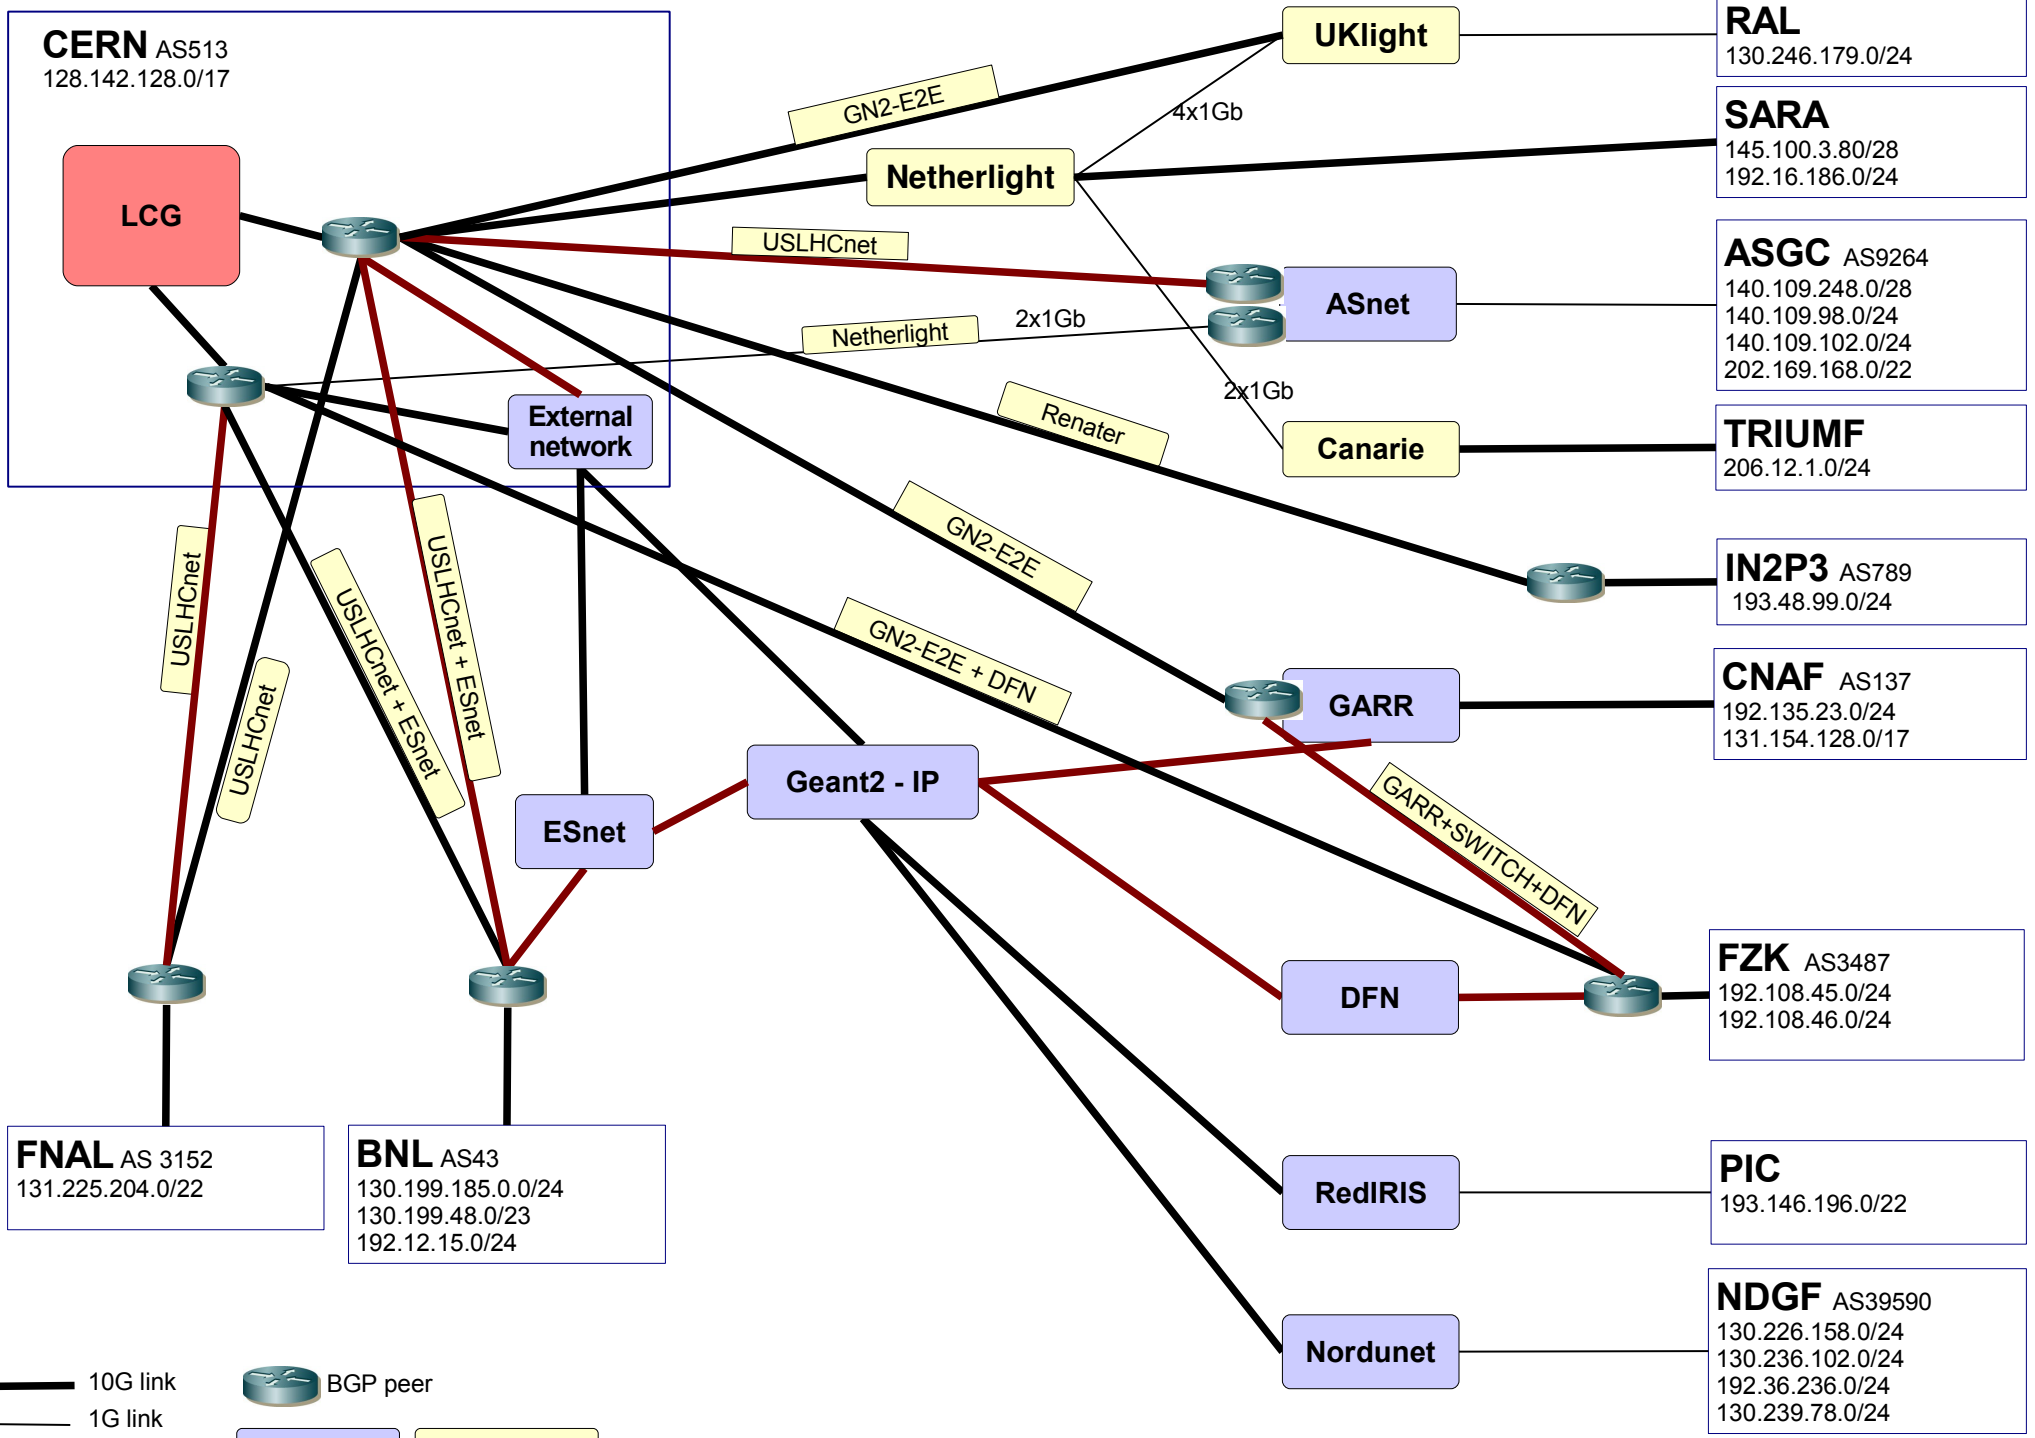 CERN AS513
128.142.128.0/17
LCG
External
network
GN2-E2E
UKlight
4x1Gb
Netherlight
USLHCnet
ASnet
Netherlight
2x1Gb
2x1Gb
Canarie
Renater
GN2-E2E
GN2-E2E + DFN
GARR
GARR+SWITCH+DFN
USLHCnet
USLHCnet
USLHCnet + ESnet
USLHCnet + ESnet
Geant2 - IP
ESnet
DFN
RedIRIS
Nordunet
RAL
130.246.179.0/24
SARA
145.100.3.80/28
192.16.186.0/24
ASGC AS9264
140.109.248.0/28
140.109.98.0/24
140.109.102.0/24
202.169.168.0/22
TRIUMF
206.12.1.0/24
IN2P3 AS789
193.48.99.0/24
CNAF AS137
192.135.23.0/24
131.154.128.0/17
FZK AS3487
192.108.45.0/24
192.108.46.0/24
PIC
193.146.196.0/22
NDGF AS39590
130.226.158.0/24
130.236.102.0/24
192.36.236.0/24
130.239.78.0/24
FNAL AS 3152
131.225.204.0/22
BNL AS43
130.199.185.0.0/24
130.199.48.0/23
192.12.15.0/24
10G link
1G link
BGP peer